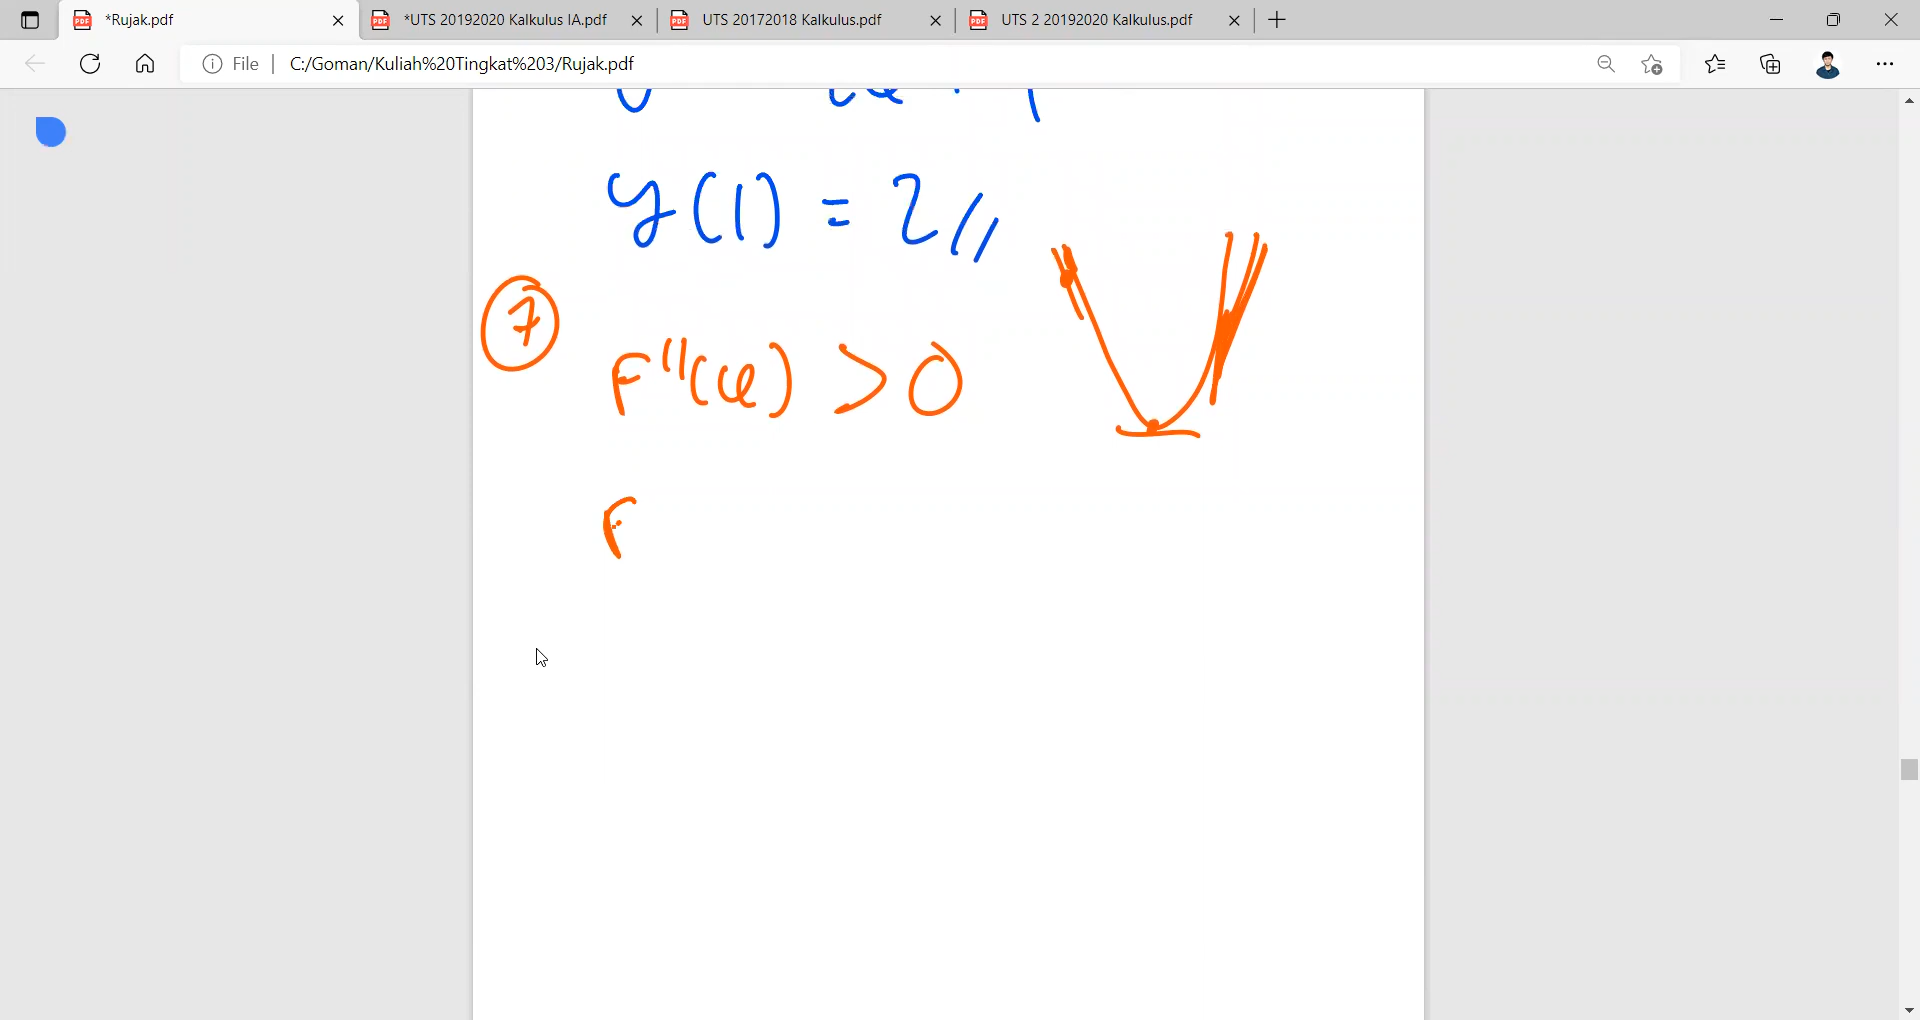 *Rujak.pdf
*UTS 20192020 Kalkulus IA.pdf
UTS 20172018 Kalkulus.pdf
UTS 2 20192020 Kalkulus.pdf
File
C:/Goman/Kuliah%20Tingkat%203/Rujak.pdf
y(1) = 2 //
7
F"(x) > 0
F